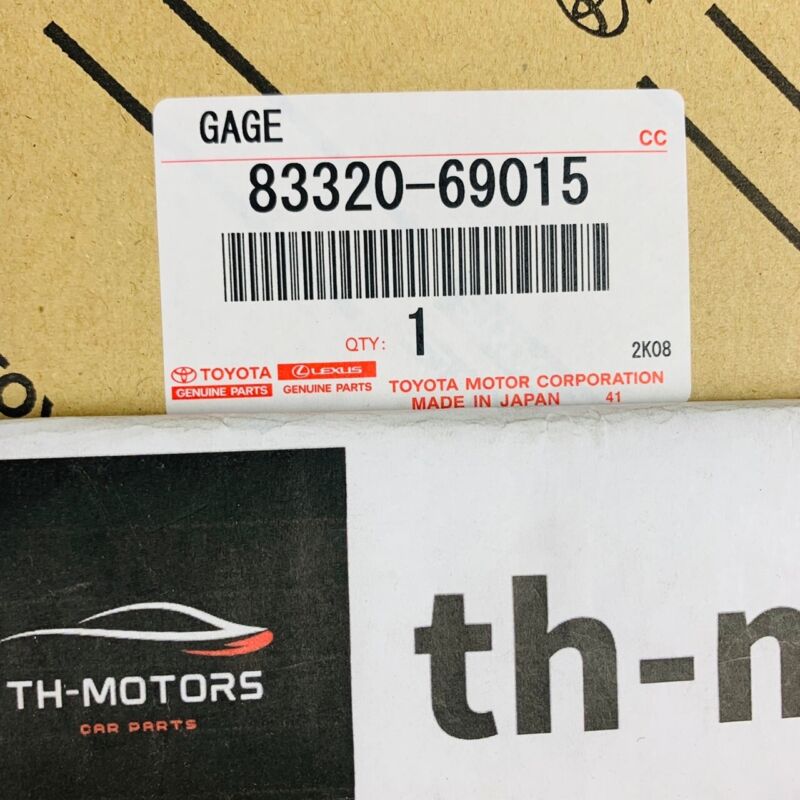 GAGE
CC
83320-69015
QTY: 1
2K08
TOYOTA LEXUS
GENUINE PARTS GENUINE PARTS
TOYOTA MOTOR CORPORATION
MADE IN JAPAN 41
TH-MOTORS
CAR PARTS
th-m